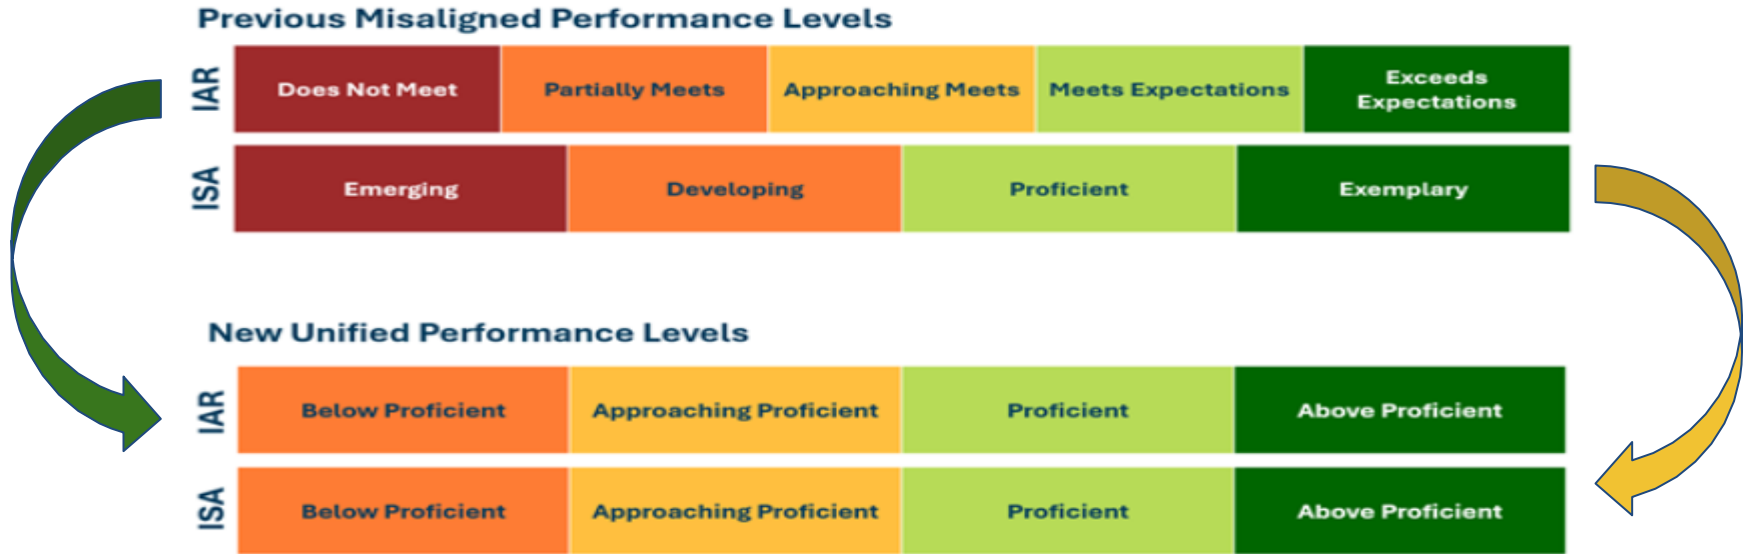 Previous Misaligned Performance Levels
IAR
Does Not Meet
Partially Meets
Approaching Meets
Meets Expectations
Exceeds
Expectations
ISA
Emerging
Developing
Proficient
Exemplary
New Unified Performance Levels
IAR
Below Proficient
Approaching Proficient
Proficient
Above Proficient
ISA
Below Proficient
Approaching Proficient
Proficient
Above Proficient